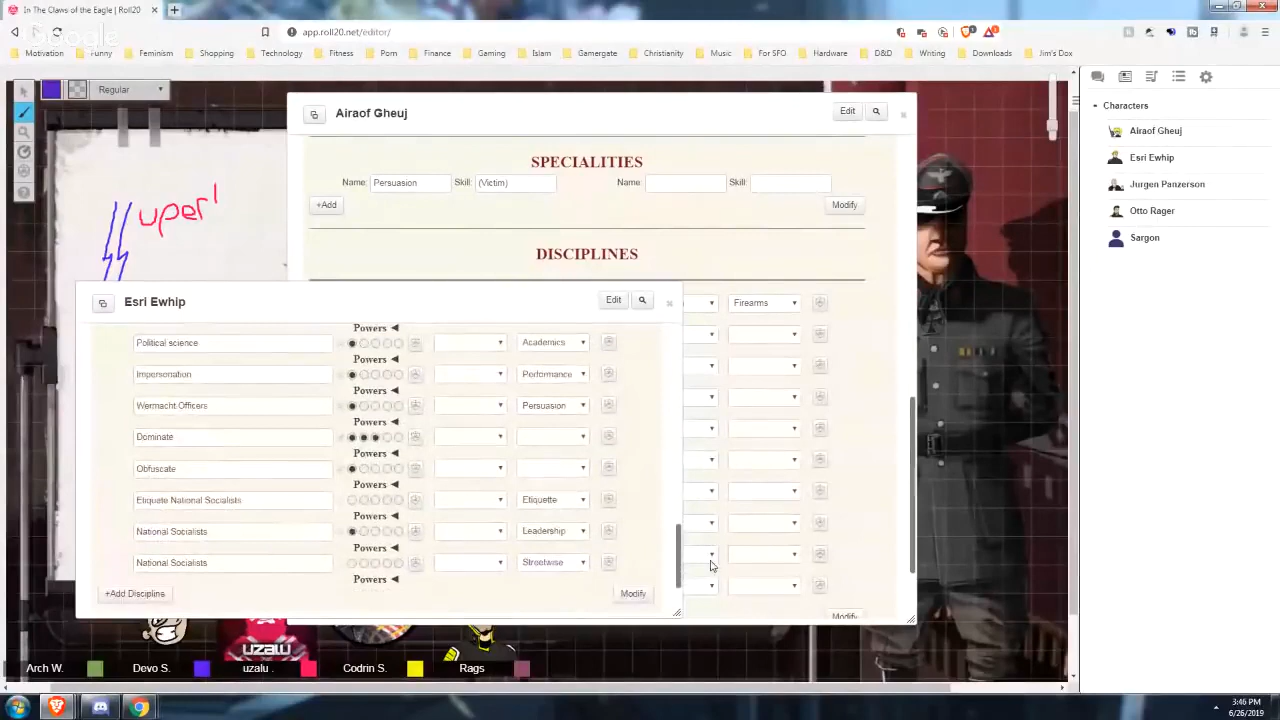 In The Claws of the Eagle | Roll20
app.roll20.net/editor/
Motivation Funny Feminism Shopping Technology Fitness Porn Finance Gaming Islam Gamergate Christianity Music For SFO Hardware D&D Writing Downloads Jim's Dox
Regular
uperl
Airaof Gheuj
Edit
SPECIALITIES
Name: Persuasion Skill: (Victim) Name: Skill:
+Add Modify
DISCIPLINES
Firearms
Modify
Esri Ewhip
Edit
Powers
Political science Academics
Powers
Impersonation Performance
Powers
Wermacht Officers Persuasion
Powers
Dominate
Powers
Obfuscate
Powers
Etiquate National Socialists Etiquette
Powers
National Socialists Leadership
Powers
National Socialists Streetwise
Powers
+Add Discipline Modify
Characters
Airaof Gheuj
Esri Ewhip
Jurgen Panzerson
Otto Rager
Sargon
uzalu
Arch W. Devo S. uzalu Codrin S. Rags
3:46 PM
6/26/2019